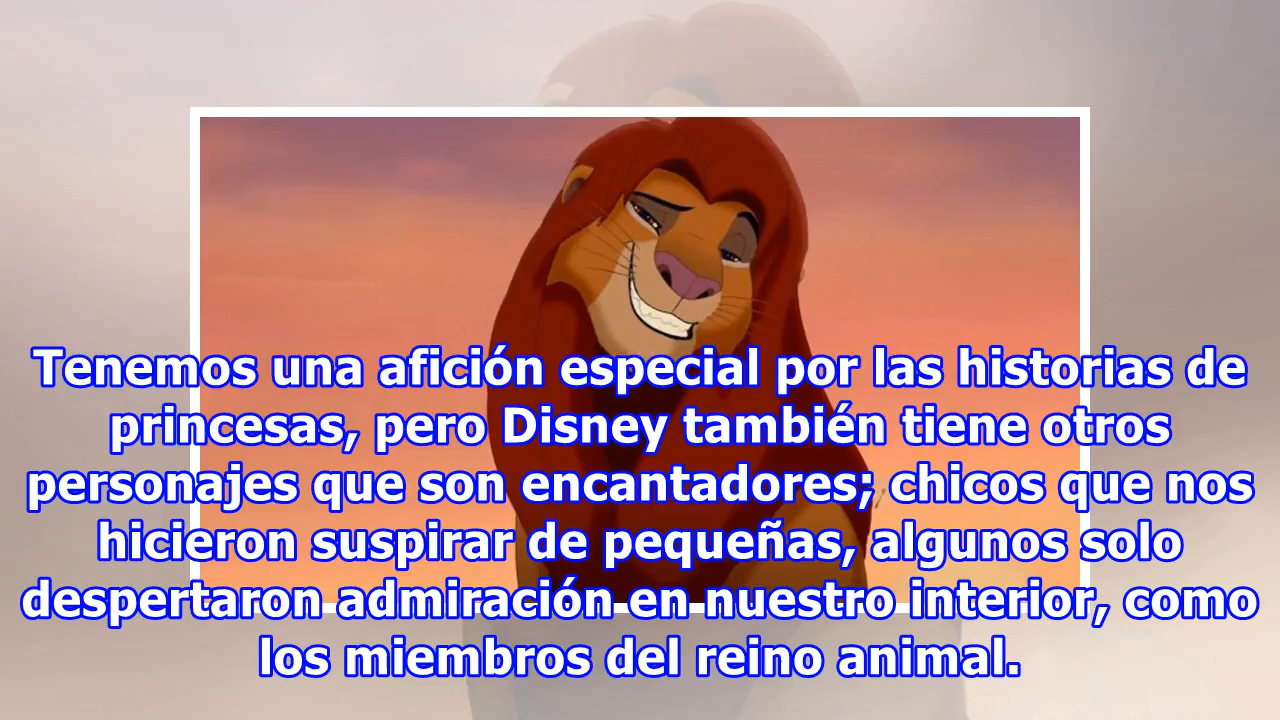 Tenemos una afición especial por las historias de
princesas, pero Disney también tiene otros
personajes que son encantadores; chicos que nos
hicieron suspirar de pequeñas, algunos solo
despertaron admiración en nuestro interior, como
los miembros del reino animal.